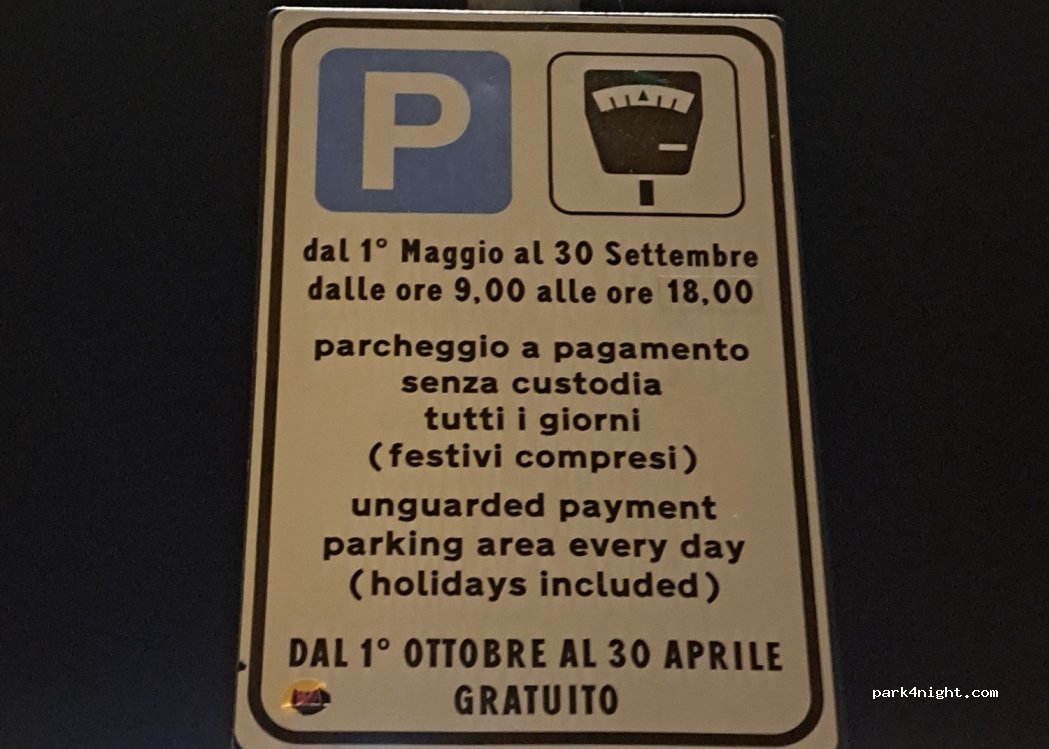 P
dal 1° Maggio al 30 Settembre
dalle ore 9,00 alle ore 18,00
parcheggio a pagamento
senza custodia
tutti i giorni
(festivi compresi)
unguarded payment
parking area every day
(holidays included)
DAL 1° OTTOBRE AL 30 APRILE
GRATUITO
park4night.com